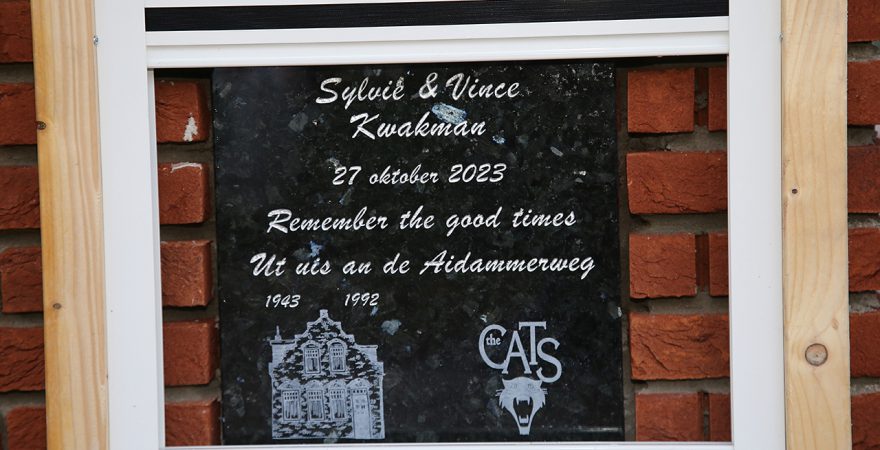 Sylvie & Vince
Kwakman
27 oktober 2023
Remember the good times
Ut uis an de Aidammerweg
1943 1992
the CATS